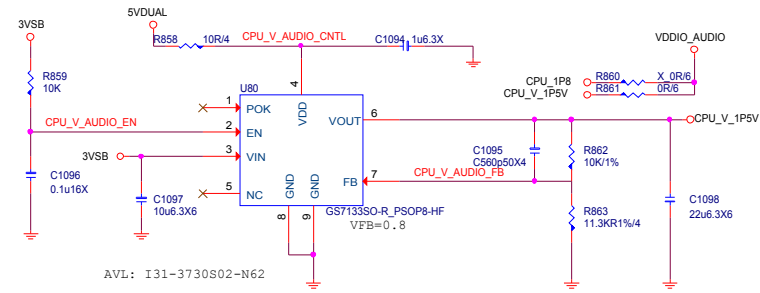 5VDUAL
3VSB
R858
10R/4
CPU_V_AUDIO_CNTL
C1094
1u6.3X
VDDIO_AUDIO
R859
10K
CPU_1P8
R860
X_0R/6
CPU_V_1P5V
R861
0R/6
U80
4
1
POK
VDD
VOUT
6
CPU_V_1P5V
CPU_V_AUDIO_EN
2
EN
3VSB
3
VIN
C1095
C560p50X4
R862
10K/1%
C1096
0.1u16X
5
NC
GND
GND
FB
7
CPU_V_AUDIO_FB
C1097
10u6.3X6
8
9
GS7133SO-R_PSOP8-HF
VFB=0.8
R863
11.3KR1%/4
C1098
22u6.3X6
AVL: I31-3730S02-N62